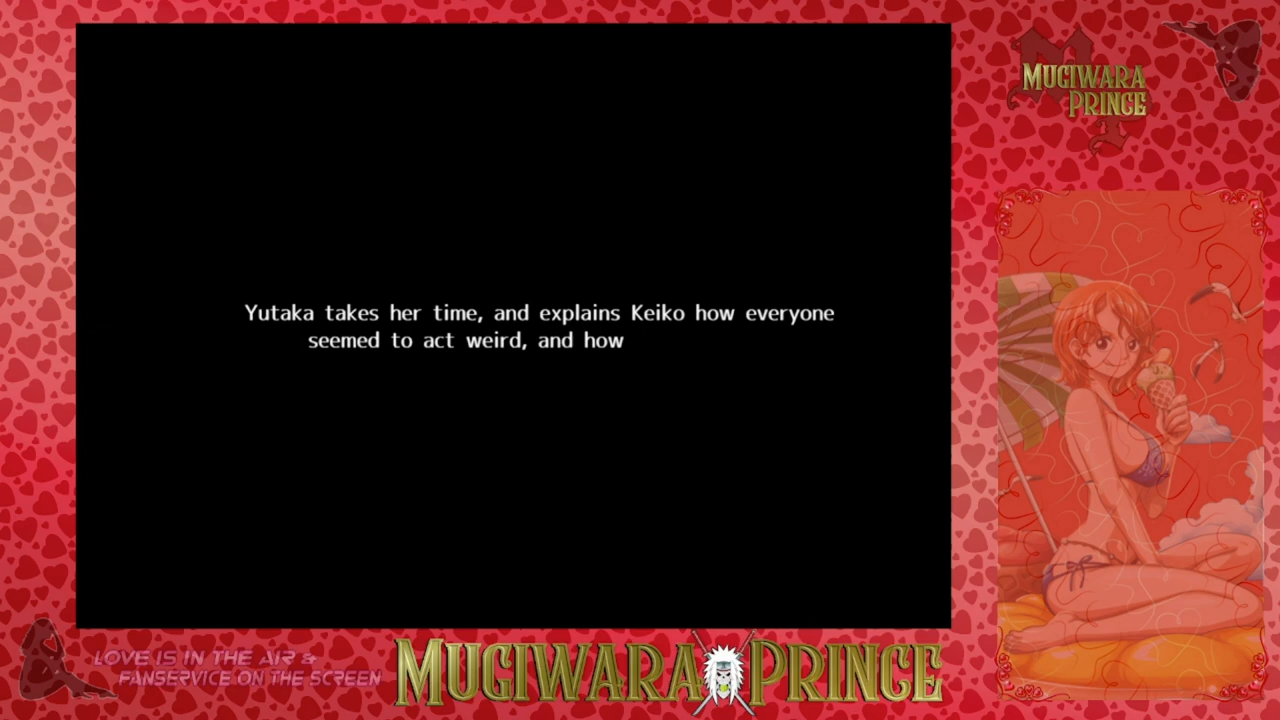 MUGIWARA
PRINCE
Yutaka takes her time, and explains Keiko how everyone
seemed to act weird, and how
LOVE IS IN THE AIR &
FANSERVICE ON THE SCREEN
MUGIWARA PRINCE